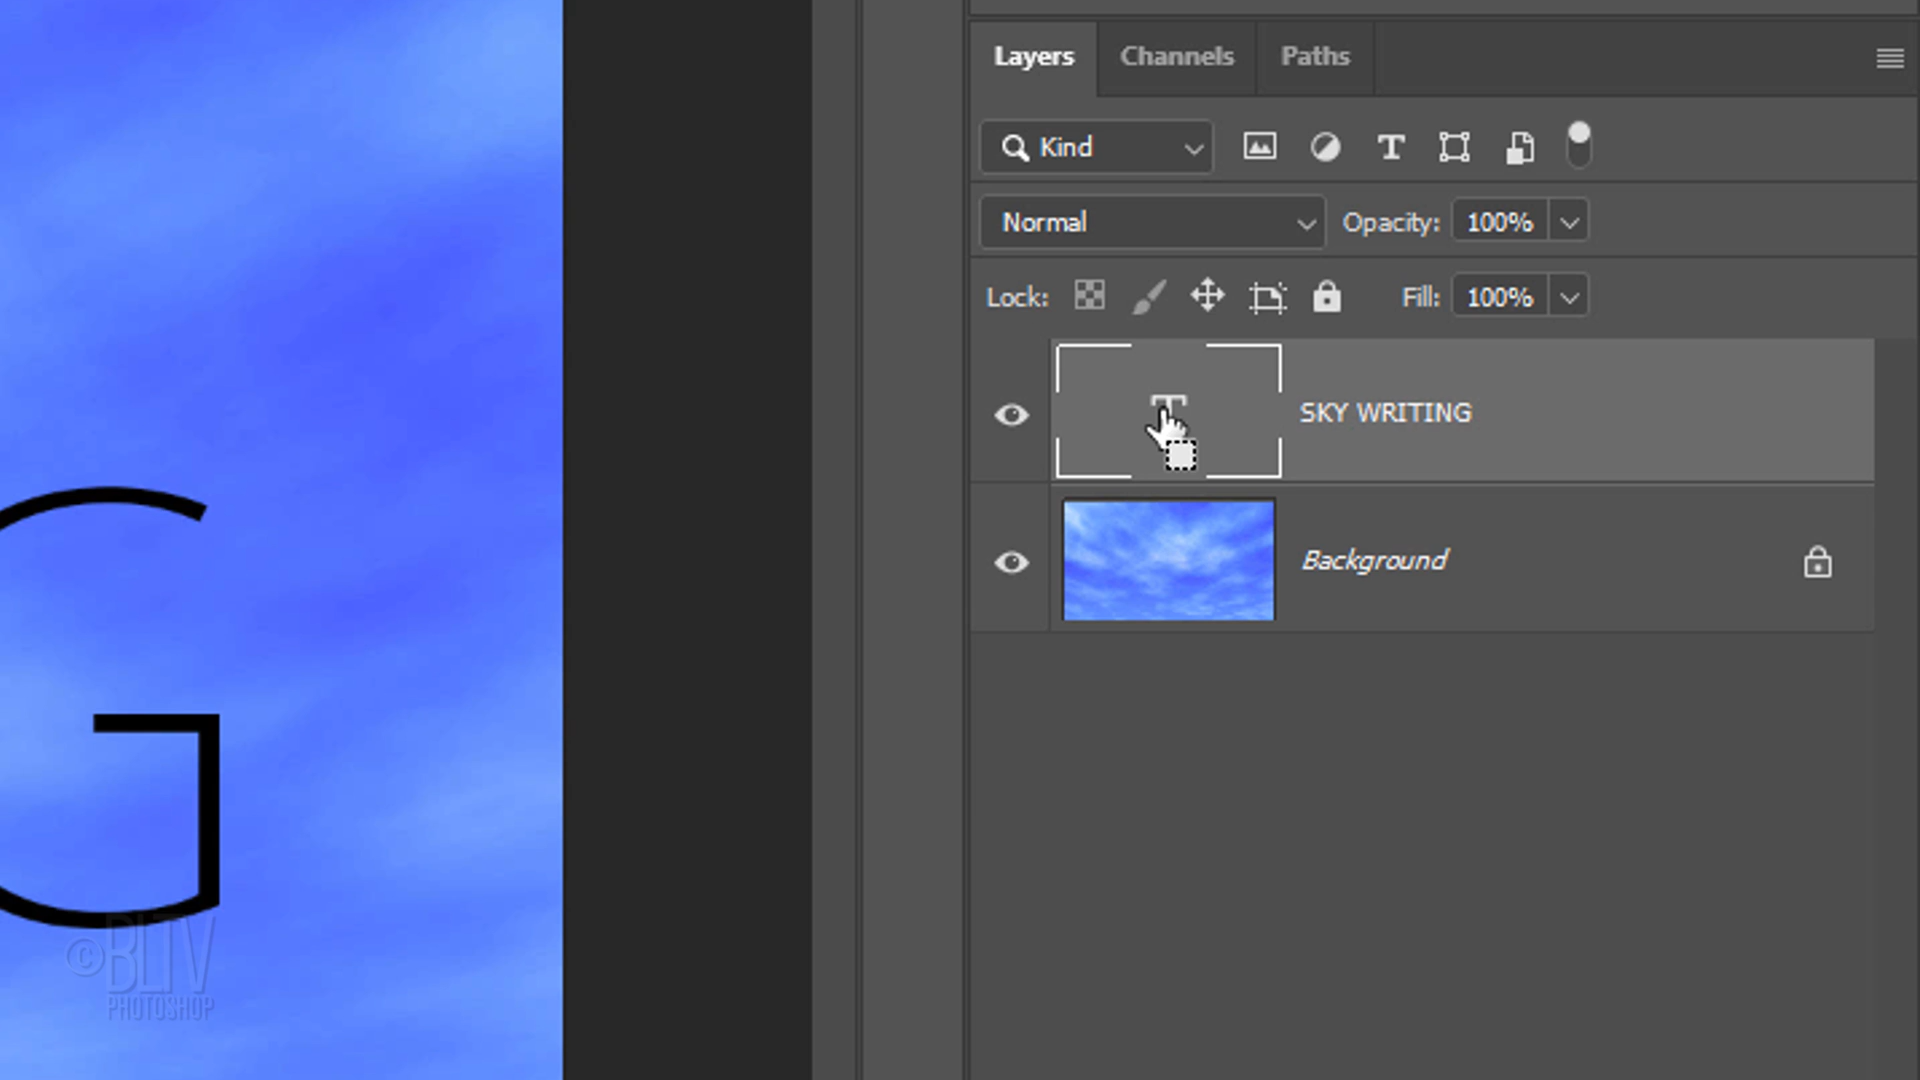 Layers Channels Paths
Kind
Normal Opacity: 100%
Lock: Fill: 100%
SKY WRITING
Background
G
©BLTV
PHOTOSHOP